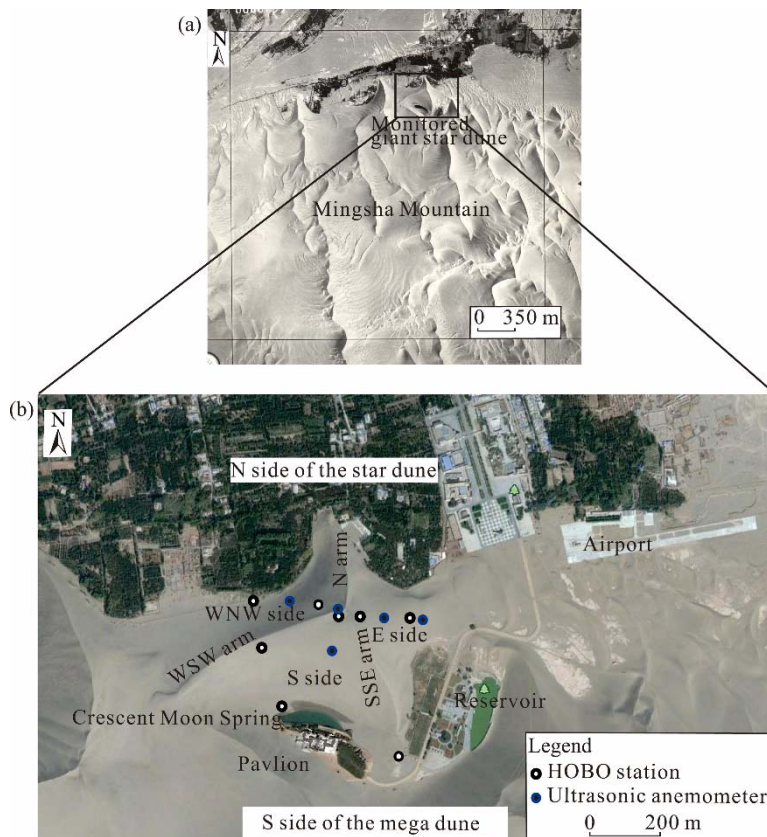 (a)
N
Monitored
giant star dune
Mingsha Mountain
0 350 m
(b)
N
N side of the star dune
N arm
Airport
WNW side
E side
WSW arm
SSE arm
S side
Reservoir
Crescent Moon Spring
Pavlion
Legend
HOBO station
Ultrasonic anemometer
0 200 m
S side of the mega dune